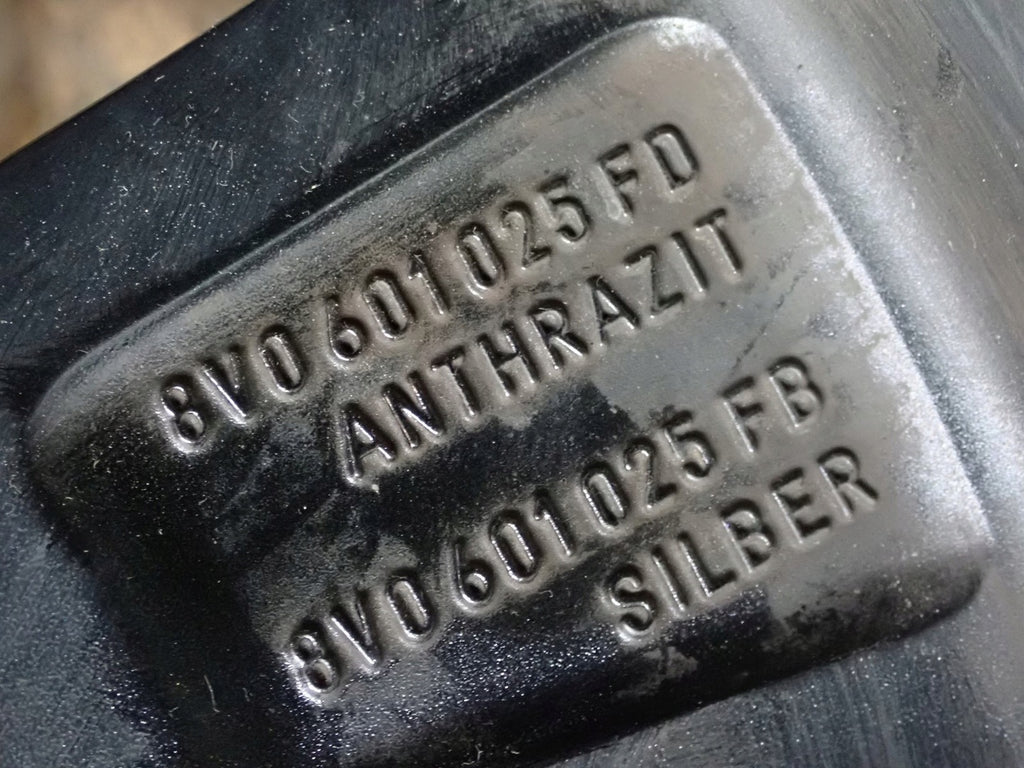 8V0 601 025 FD
ANTHRAZIT
8V0 601 025 FB
SILBER